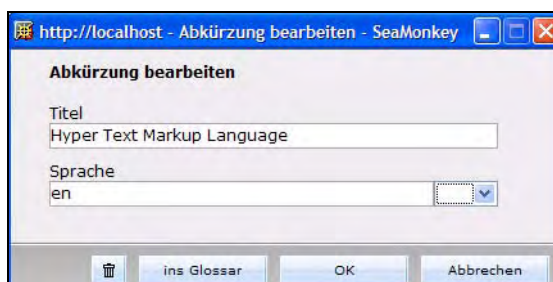 http://localhost - Abkürzung bearbeiten - SeaMonkey
Abkürzung bearbeiten
Titel
Hyper Text Markup Language
Sprache
en
ins Glossar OK Abbrechen